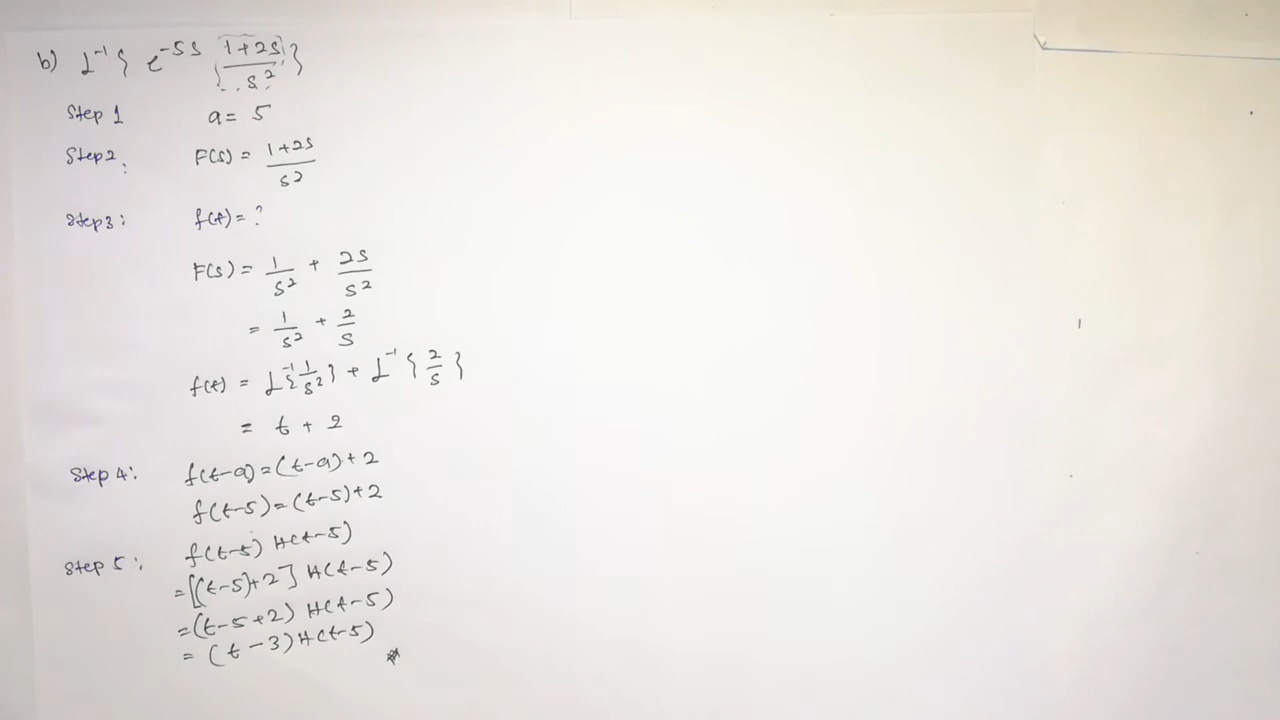 b) L⁻¹ { e⁻⁵ˢ {1+2s/s²} }
Step 1 a = 5
Step 2: F(s) = 1+2s/s²
Step 3: f(t) = ?
F(s) = 1/s² + 2s/s²
= 1/s² + 2/s
f(t) = L⁻¹{1/s²} + L⁻¹ {2/s}
= t + 2
Step 4: f(t-a) = (t-a) + 2
f(t-5) = (t-5) + 2
Step 5: f(t-5) H(t-5)
= [(t-5)+2] H(t-5)
= (t-5+2) H(t-5)
= (t-3) H(t-5)